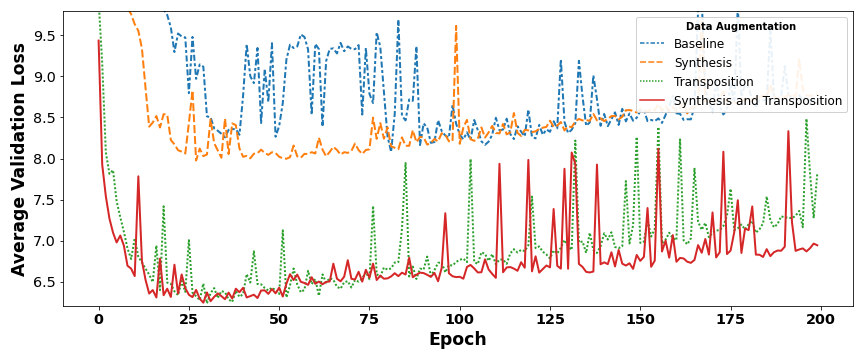 Data Augmentation
Baseline
Synthesis
Transposition
Synthesis and Transposition
Average Validation Loss
9.5
9.0
8.5
8.0
7.5
7.0
6.5
0 25 50 75 100 125 150 175 200
Epoch